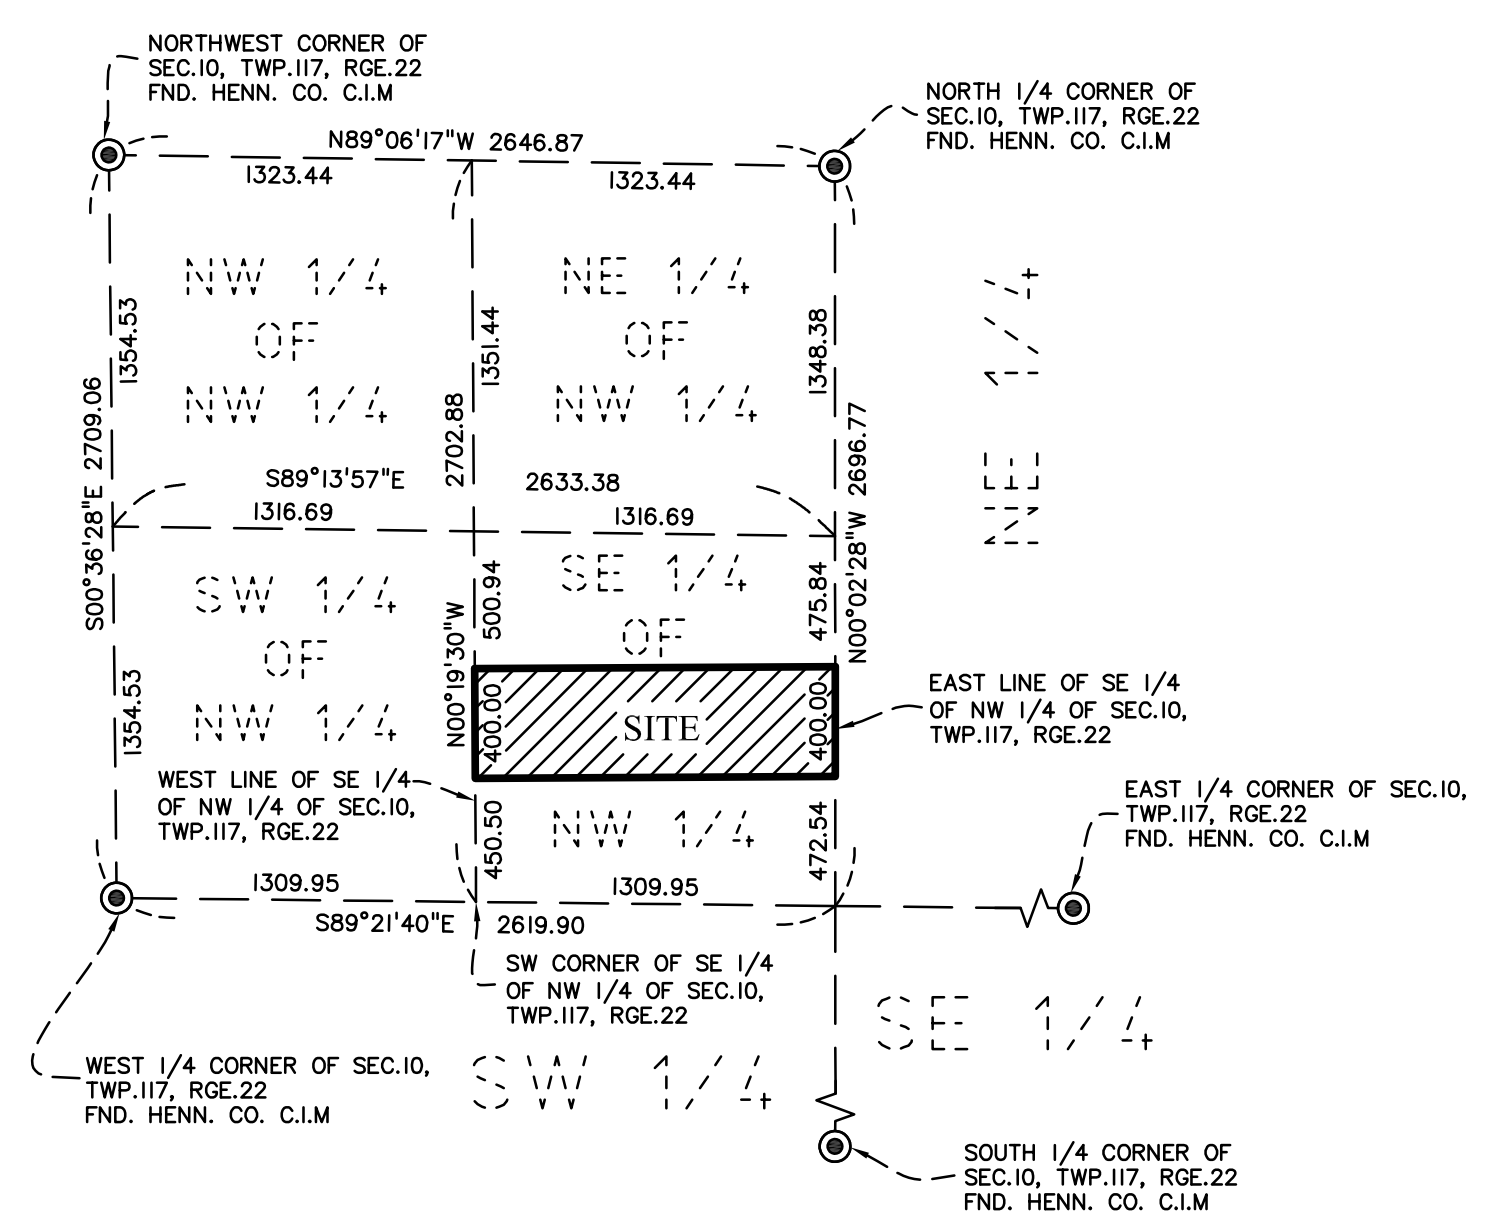 NORTHWEST CORNER OF
SEC.10, TWP.117, RGE.22
FND. HENN. CO. C.I.M
NORTH 1/4 CORNER OF
SEC.10, TWP.117, RGE.22
FND. HENN. CO. C.I.M
N89°06'17"W 2646.87
1323.44
1323.44
NW 1/4
OF
NW 1/4
NE 1/4
OF
NW 1/4
NE 1/4
1354.53
S00°36'28"E 2709.06
1351.44
2702.88
N00°19'30"W
1348.38
N00°02'28"W 2696.77
S89°13'57"E 2633.38
1316.69
1316.69
SW 1/4
OF
NW 1/4
1354.53
SE 1/4
OF
NW 1/4
500.94
475.84
400.00
SITE
400.00
EAST LINE OF SE 1/4
OF NW 1/4 OF SEC.10,
TWP.117, RGE.22
WEST LINE OF SE 1/4
OF NW 1/4 OF SEC.10,
TWP.117, RGE.22
450.50
472.54
EAST 1/4 CORNER OF SEC.10,
TWP.117, RGE.22
FND. HENN. CO. C.I.M
1309.95
1309.95
S89°21'40"E 2619.90
SW CORNER OF SE 1/4
OF NW 1/4 OF SEC.10,
TWP.117, RGE.22
SE 1/4
WEST 1/4 CORNER OF SEC.10,
TWP.117, RGE.22
FND. HENN. CO. C.I.M
SW 1/4
SOUTH 1/4 CORNER OF
SEC.10, TWP.117, RGE.22
FND. HENN. CO. C.I.M